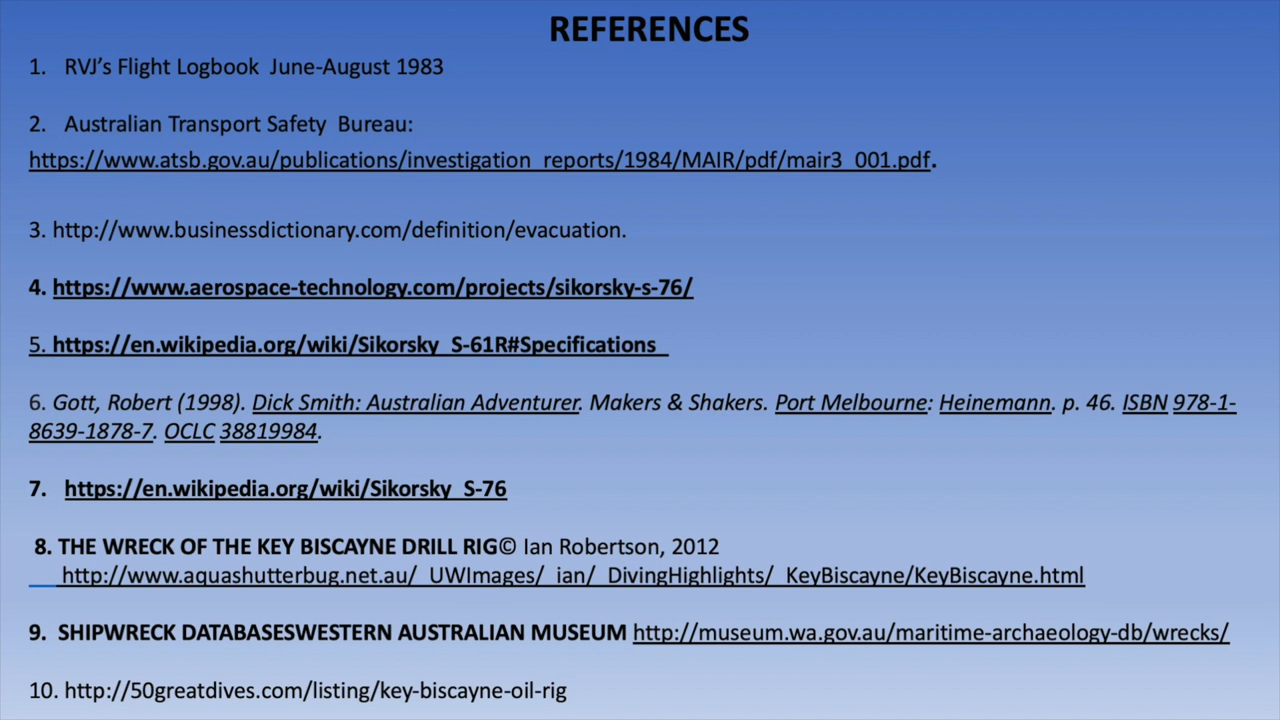 REFERENCES
1. RVJ’s Flight Logbook June-August 1983
2. Australian Transport Safety Bureau:
https://www.atsb.gov.au/publications/investigation_reports/1984/MAIR/pdf/mair3_001.pdf.
3. http://www.businessdictionary.com/definition/evacuation.
4. https://www.aerospace-technology.com/projects/sikorsky-s-76/
5. https://en.wikipedia.org/wiki/Sikorsky_S-61R#Specifications
6. Gott, Robert (1998). Dick Smith: Australian Adventurer. Makers & Shakers. Port Melbourne: Heinemann. p. 46. ISBN 978-1-
8639-1878-7. OCLC 38819984.
7. https://en.wikipedia.org/wiki/Sikorsky_S-76
8. THE WRECK OF THE KEY BISCAYNE DRILL RIG© Ian Robertson, 2012
http://www.aquashutterbug.net.au/_UWImages/_ian/_DivingHighlights/_KeyBiscayne/KeyBiscayne.html
9. SHIPWRECK DATABASESWESTERN AUSTRALIAN MUSEUM http://museum.wa.gov.au/maritime-archaeology-db/wrecks/
10. http://50greatdives.com/listing/key-biscayne-oil-rig